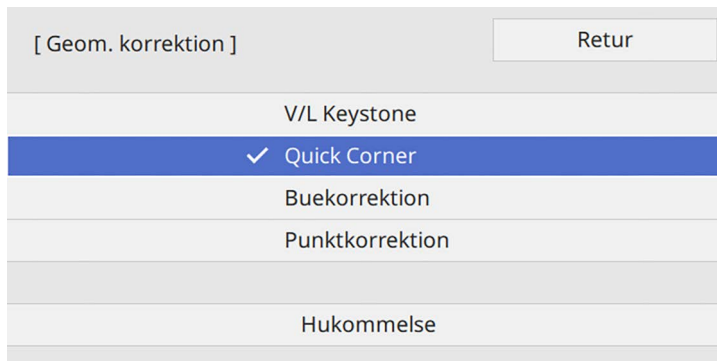 [ Geom. korrektion ]
Retur
V/L Keystone
Quick Corner
Buekorrektion
Punktkorrektion
Hukommelse